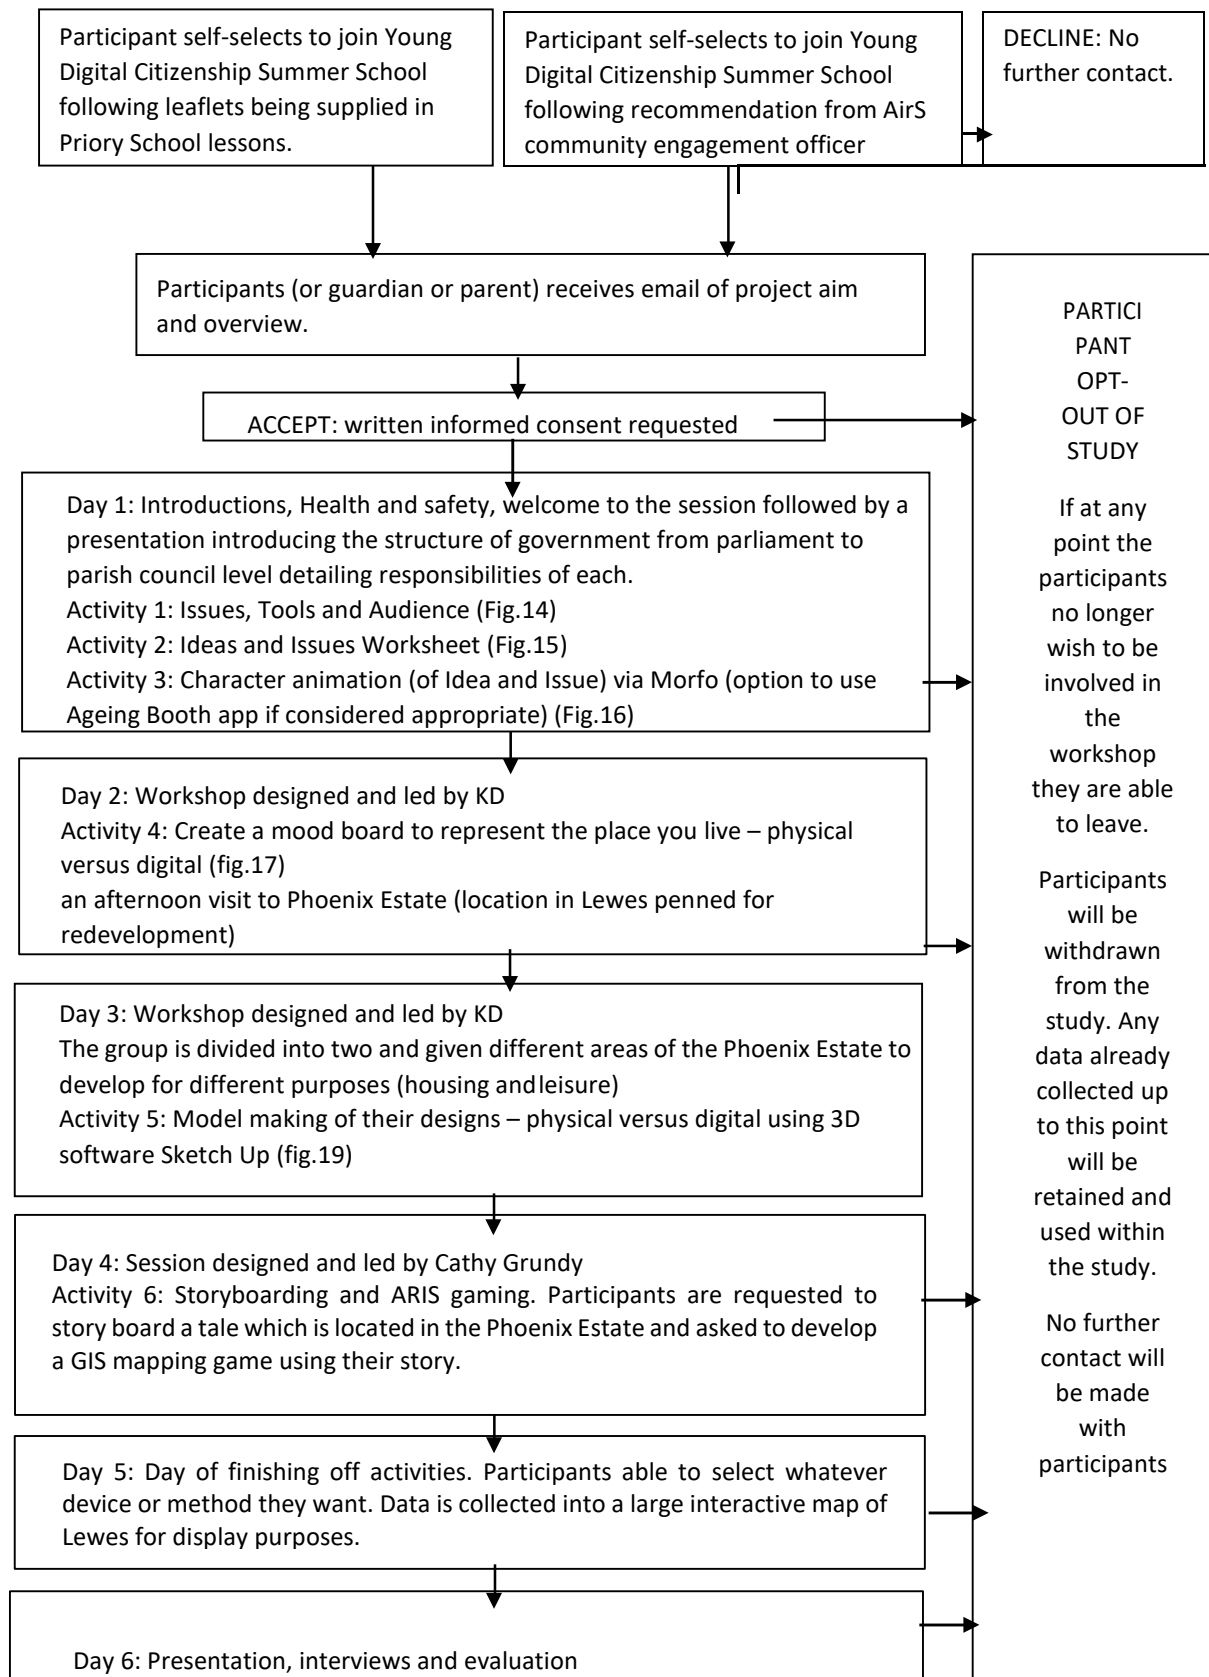 Participant self-selects to join Young
Digital Citizenship Summer School
following leaflets being supplied in
Priory School lessons.
Participant self-selects to join Young
Digital Citizenship Summer School
following recommendation from AirS
community engagement officer
DECLINE: No
further contact.
Participants (or guardian or parent) receives email of project aim
and overview.
ACCEPT: written informed consent requested
Day 1: Introductions, Health and safety, welcome to the session followed by a
presentation introducing the structure of government from parliament to
parish council level detailing responsibilities of each.
Activity 1: Issues, Tools and Audience (Fig.14)
Activity 2: Ideas and Issues Worksheet (Fig.15)
Activity 3: Character animation (of Idea and Issue) via Morfo (option to use
Ageing Booth app if considered appropriate) (Fig.16)
Day 2: Workshop designed and led by KD
Activity 4: Create a mood board to represent the place you live – physical
versus digital (fig.17)
an afternoon visit to Phoenix Estate (location in Lewes penned for
redevelopment)
Day 3: Workshop designed and led by KD
The group is divided into two and given different areas of the Phoenix Estate to
develop for different purposes (housing andleisure)
Activity 5: Model making of their designs – physical versus digital using 3D
software Sketch Up (fig.19)
Day 4: Session designed and led by Cathy Grundy
Activity 6: Storyboarding and ARIS gaming. Participants are requested to
story board a tale which is located in the Phoenix Estate and asked to develop
a GIS mapping game using their story.
Day 5: Day of finishing off activities. Participants able to select whatever
device or method they want. Data is collected into a large interactive map of
Lewes for display purposes.
Day 6: Presentation, interviews and evaluation
PARTICI
PANT
OPT-
OUT OF
STUDY
If at any
point the
participants
no longer
wish to be
involved in
the
workshop
they are able
to leave.
Participants
will be
withdrawn
from the
study. Any
data already
collected up
to this point
will be
retained and
used within
the study.
No further
contact will
be made
with
participants